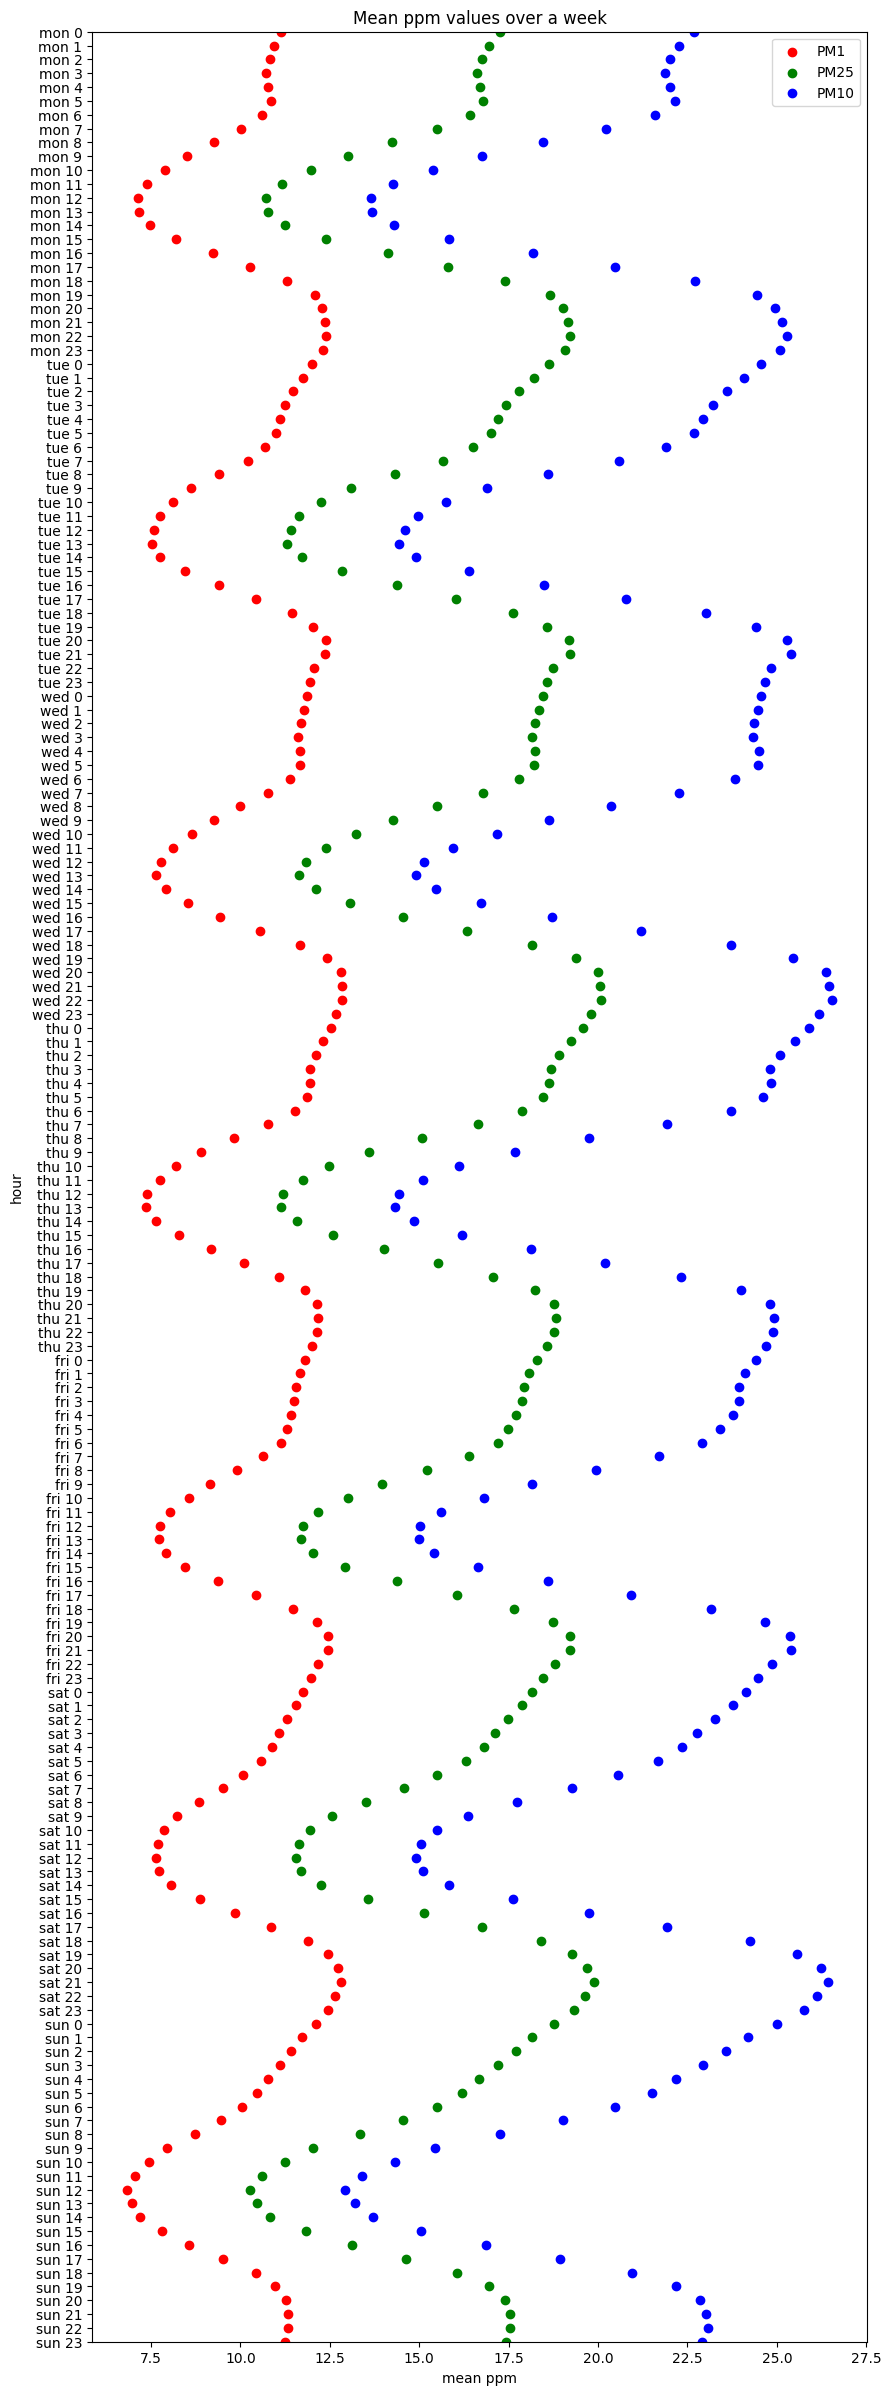 Mean ppm values over a week
PM1
PM25
PM10
mon 0
mon 1
mon 2
mon 3
mon 4
mon 5
mon 6
mon 7
mon 8
mon 9
mon 10
mon 11
mon 12
mon 13
mon 14
mon 15
mon 16
mon 17
mon 18
mon 19
mon 20
mon 21
mon 22
mon 23
tue 0
tue 1
tue 2
tue 3
tue 4
tue 5
tue 6
tue 7
tue 8
tue 9
tue 10
tue 11
tue 12
tue 13
tue 14
tue 15
tue 16
tue 17
tue 18
tue 19
tue 20
tue 21
tue 22
tue 23
wed 0
wed 1
wed 2
wed 3
wed 4
wed 5
wed 6
wed 7
wed 8
wed 9
wed 10
wed 11
wed 12
wed 13
wed 14
wed 15
wed 16
wed 17
wed 18
wed 19
wed 20
wed 21
wed 22
wed 23
thu 0
thu 1
thu 2
thu 3
thu 4
thu 5
thu 6
thu 7
thu 8
thu 9
thu 10
thu 11
thu 12
thu 13
thu 14
thu 15
thu 16
thu 17
thu 18
thu 19
thu 20
thu 21
thu 22
thu 23
fri 0
fri 1
fri 2
fri 3
fri 4
fri 5
fri 6
fri 7
fri 8
fri 9
fri 10
fri 11
fri 12
fri 13
fri 14
fri 15
fri 16
fri 17
fri 18
fri 19
fri 20
fri 21
fri 22
fri 23
sat 0
sat 1
sat 2
sat 3
sat 4
sat 5
sat 6
sat 7
sat 8
sat 9
sat 10
sat 11
sat 12
sat 13
sat 14
sat 15
sat 16
sat 17
sat 18
sat 19
sat 20
sat 21
sat 22
sat 23
sun 0
sun 1
sun 2
sun 3
sun 4
sun 5
sun 6
sun 7
sun 8
sun 9
sun 10
sun 11
sun 12
sun 13
sun 14
sun 15
sun 16
sun 17
sun 18
sun 19
sun 20
sun 21
sun 22
sun 23
hour
7.5 10.0 12.5 15.0 17.5 20.0 22.5 25.0 27.5
mean ppm